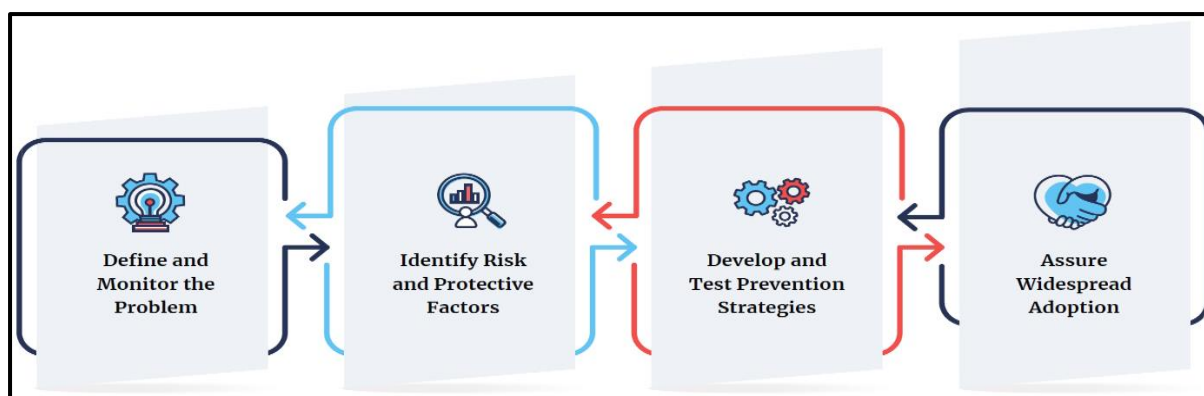 Define and
Monitor the
Problem
Identify Risk
and Protective
Factors
Develop and
Test Prevention
Strategies
Assure
Widespread
Adoption